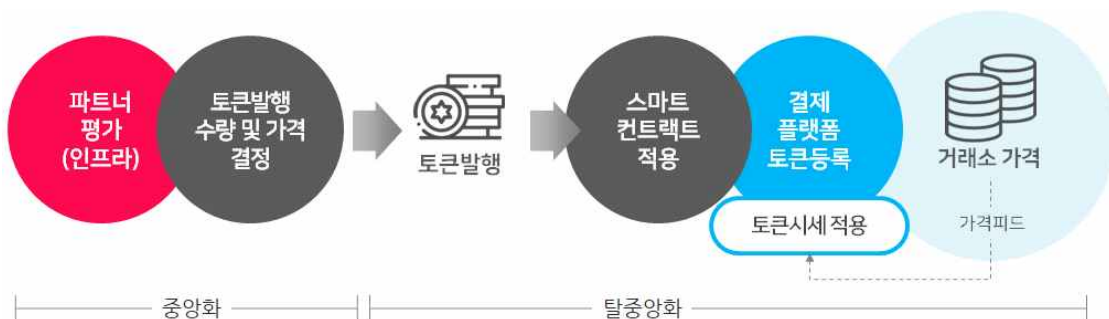 파트너
평가
(인프라)
토큰발행
수량 및 가격
결정
토큰발행
스마트
컨트랙트
적용
결제
플랫폼
토큰등록
토큰시세 적용
거래소 가격
가격피드
중앙화
탈중앙화